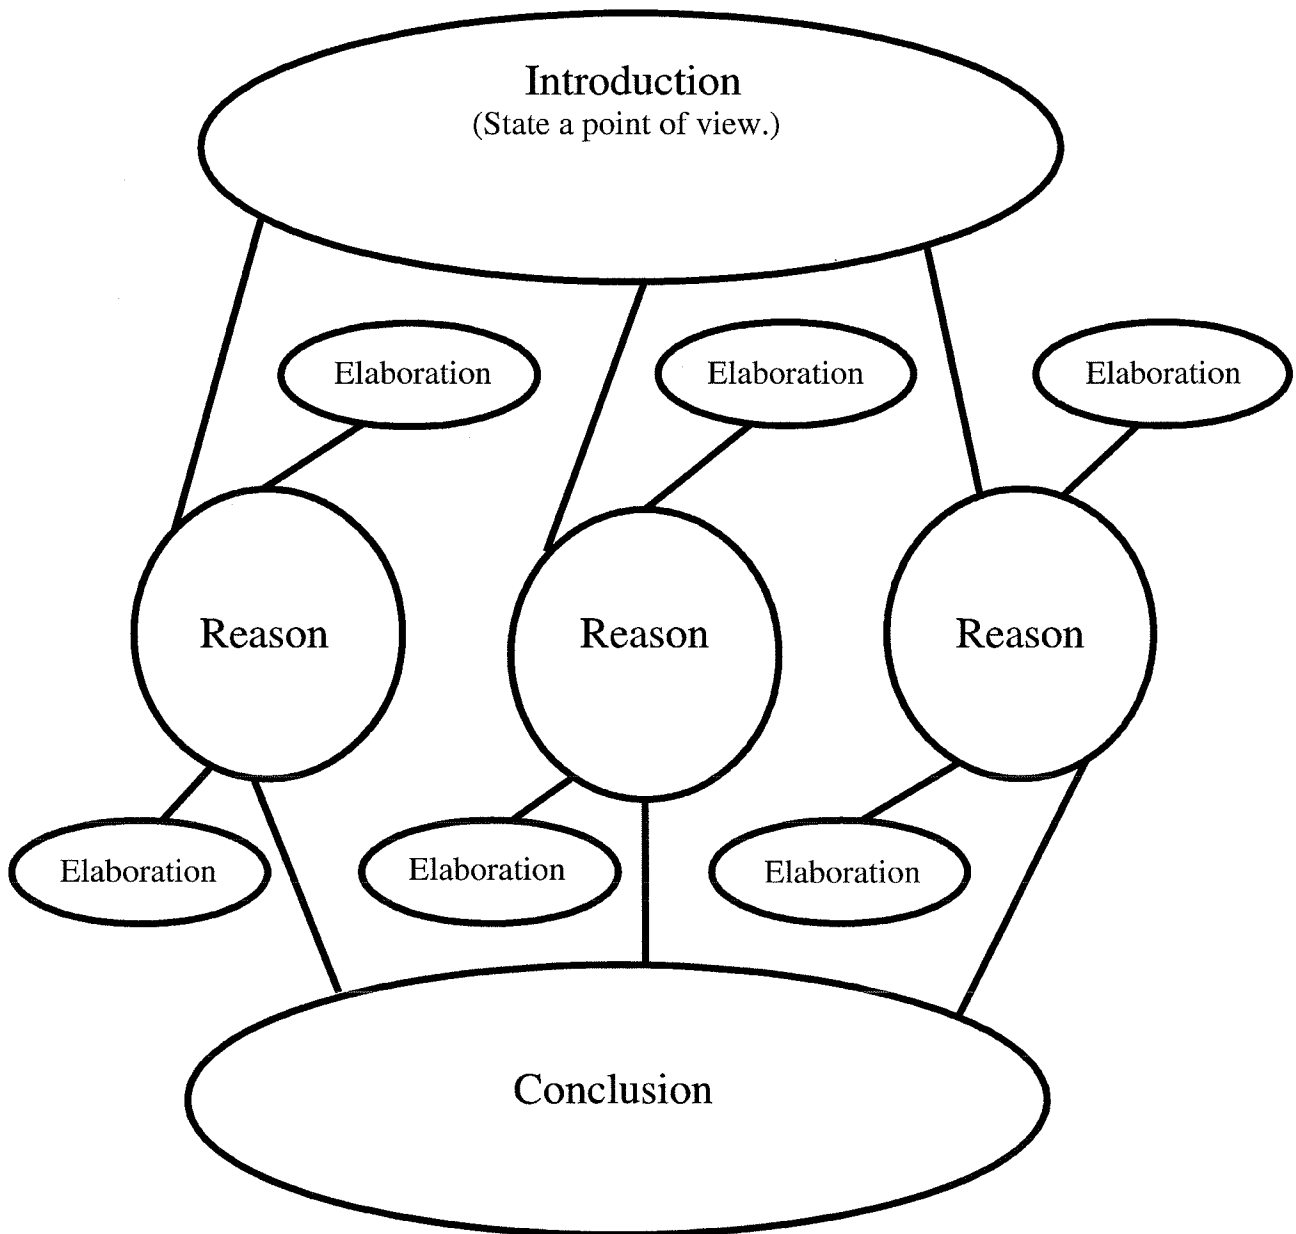 Introduction
(State a point of view.)
Elaboration
Elaboration
Elaboration
Reason
Reason
Reason
Elaboration
Elaboration
Elaboration
Conclusion